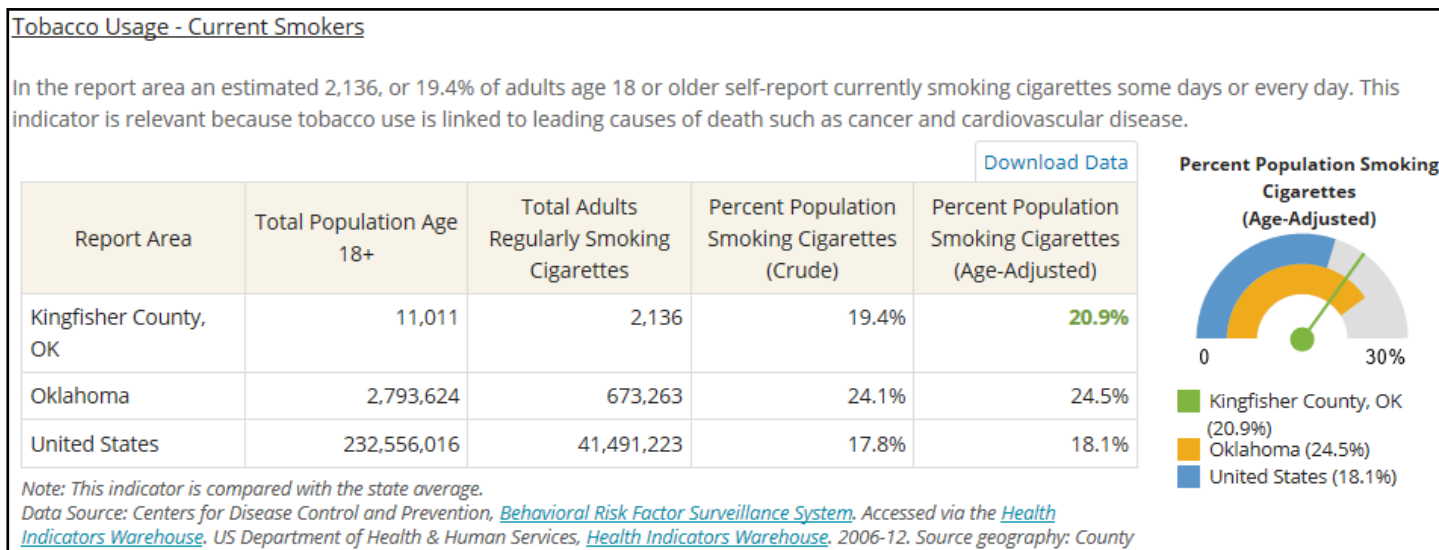 Tobacco Usage - Current Smokers
In the report area an estimated 2,136, or 19.4% of adults age 18 or older self-report currently smoking cigarettes some days or every day. This
indicator is relevant because tobacco use is linked to leading causes of death such as cancer and cardiovascular disease.
Download Data
Report Area
Total Population Age
18+
Total Adults
Regularly Smoking
Cigarettes
Percent Population
Smoking Cigarettes
(Crude)
Percent Population
Smoking Cigarettes
(Age-Adjusted)
Kingfisher County,
OK
11,011
2,136
19.4%
20.9%
Oklahoma
2,793,624
673,263
24.1%
24.5%
United States
232,556,016
41,491,223
17.8%
18.1%
Note: This indicator is compared with the state average.
Data Source: Centers for Disease Control and Prevention, Behavioral Risk Factor Surveillance System. Accessed via the Health
Indicators Warehouse. US Department of Health & Human Services, Health Indicators Warehouse. 2006-12. Source geography: County
Percent Population Smoking
Cigarettes
(Age-Adjusted)
0
30%
Kingfisher County, OK
(20.9%)
Oklahoma (24.5%)
United States (18.1%)